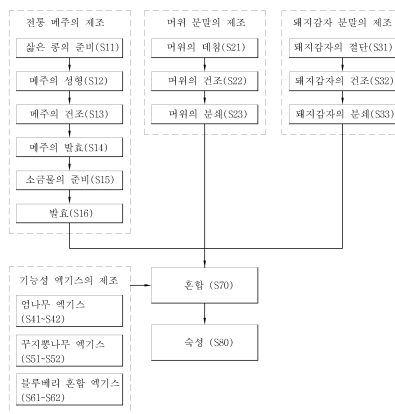 전통 메주의 제조
삶은 콩의 준비(S11)
메주의 성형(S12)
메주의 건조(S13)
메주의 발효(S14)
소금물의 준비(S15)
발효(S16)
머위 분말의 제조
머위의 데침(S21)
머위의 건조(S22)
머위의 분쇄(S23)
돼지감자 분말의 제조
돼지감자의 절단(S31)
돼지감자의 건조(S32)
돼지감자의 분쇄(S33)
기능성 엑기스의 제조
엄나무 엑기스
(S41~S42)
꾸지뽕나무 엑기스
(S51~S52)
블루베리 혼합 엑기스
(S61~S62)
혼합 (S70)
숙성 (S80)